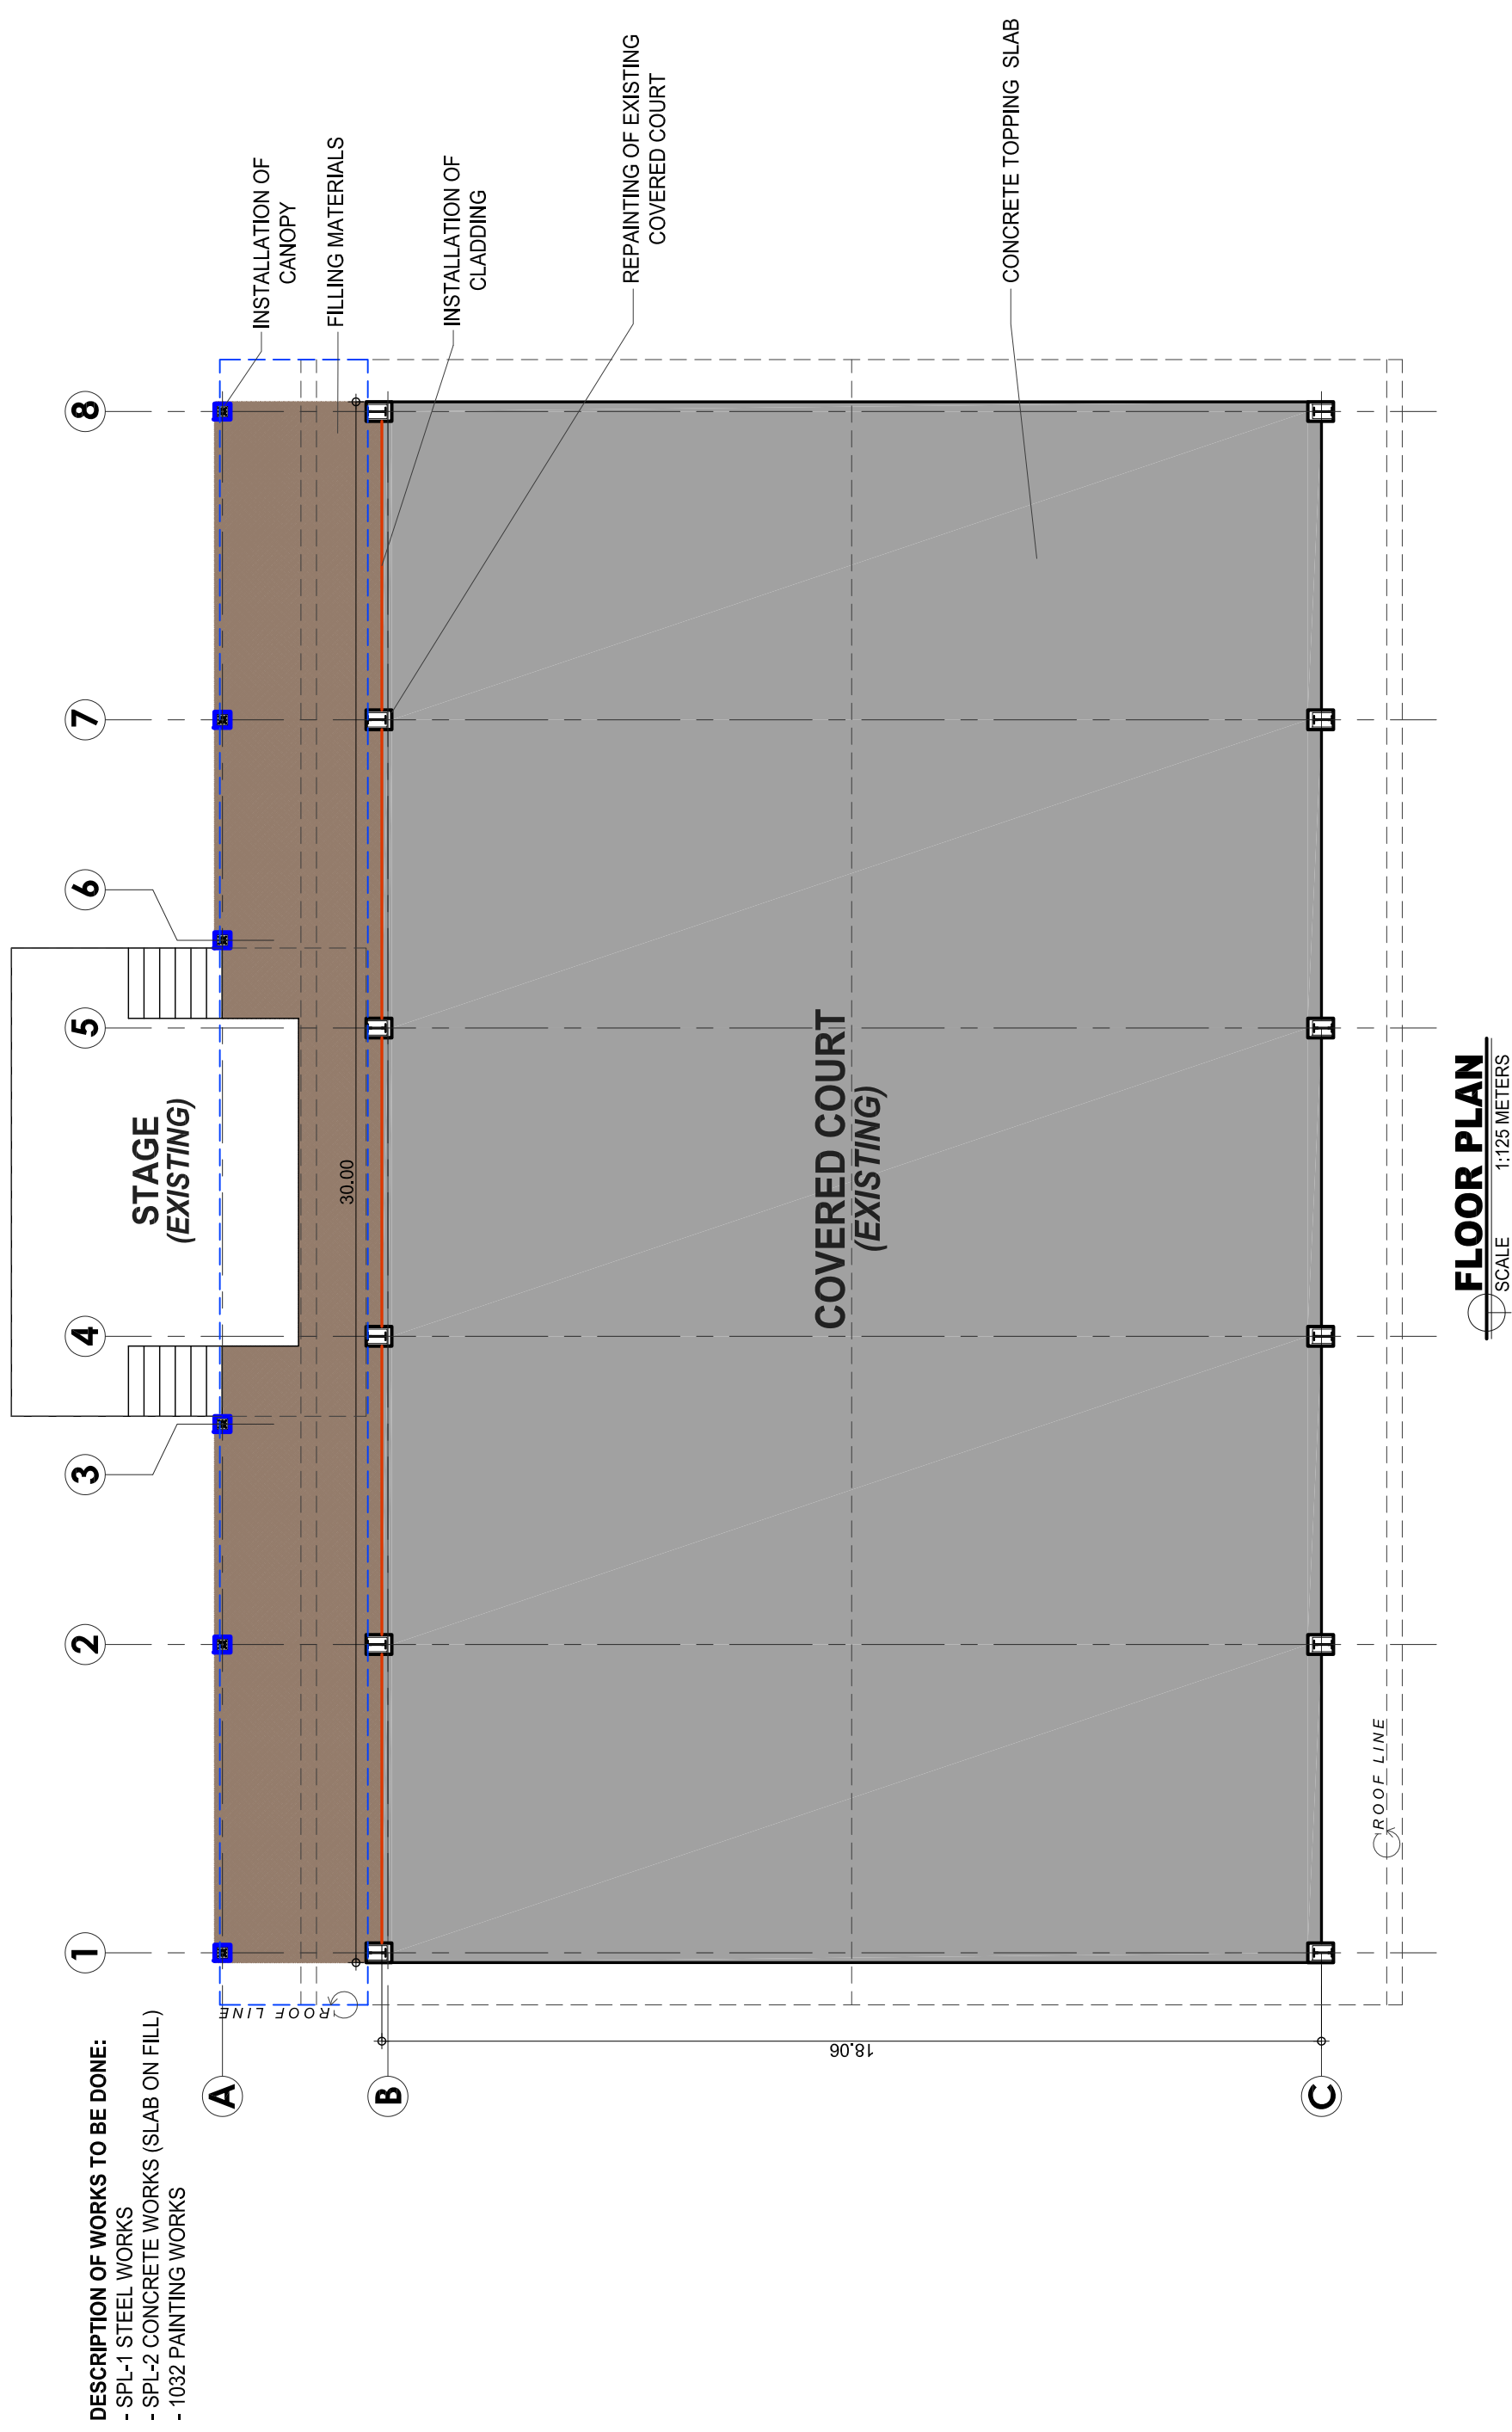 DESCRIPTION OF WORKS TO BE DONE:
- SPL-1 STEEL WORKS
- SPL-2 CONCRETE WORKS (SLAB ON FILL)
- 1032 PAINTING WORKS
1
2
3
4
5
6
7
8
STAGE
(EXISTING)
A
B
C
ROOF LINE
30.00
18.06
INSTALLATION OF
CANOPY
FILLING MATERIALS
INSTALLATION OF
CLADDING
REPAINTING OF EXISTING
COVERED COURT
CONCRETE TOPPING SLAB
COVERED COURT
(EXISTING)
ROOF LINE
FLOOR PLAN
SCALE 1:125 METERS